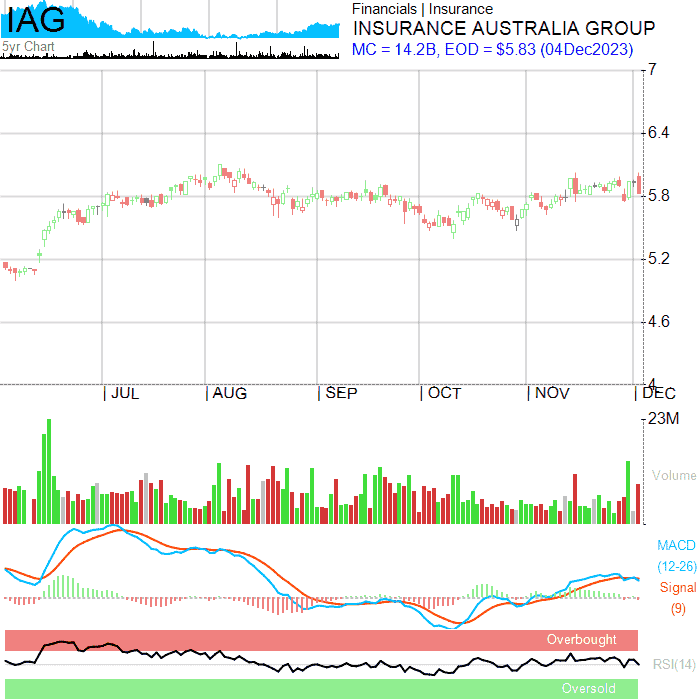 IAG
5yr Chart
Financials | Insurance
INSURANCE AUSTRALIA GROUP
MC = 14.2B, EOD = $5.83 (04Dec2023)
7
6.4
5.8
5.2
4.6
4
| JUL | AUG | SEP | OCT | NOV | DEC
23M
Volume
MACD
(12-26)
Signal
(9)
Overbought
RSI(14)
Oversold